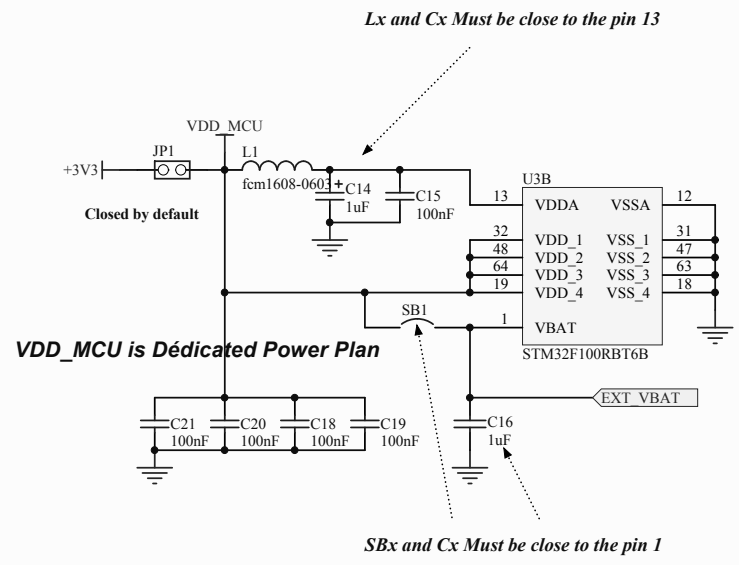 Lx and Cx Must be close to the pin 13
VDD_MCU
JP1
L1
+3V3
fcm1608-0603
+
C14
1uF
C15
100nF
Closed by default
U3B
13 VDDA VSSA 12
32 VDD_1 VSS_1 31
48 VDD_2 VSS_2 47
64 VDD_3 VSS_3 63
19 VDD_4 VSS_4 18
SB1
1 VBAT
STM32F100RBT6B
VDD_MCU is Dédicated Power Plan
EXT_VBAT
C21
100nF
C20
100nF
C18
100nF
C19
100nF
C16
1uF
SBx and Cx Must be close to the pin 1